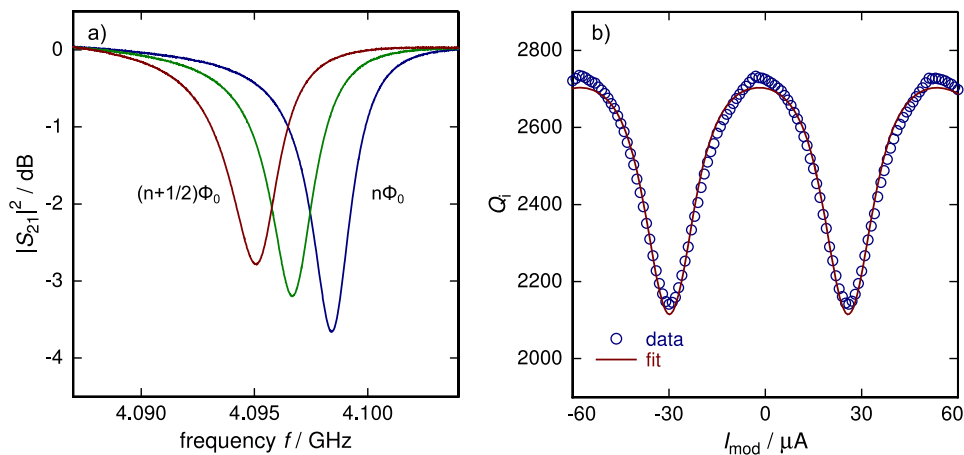 a)
0
-1
-2
-3
-4
|S₂₁|² / dB
(n+1/2)Φ₀
nΦ₀
4.090
4.095
4.100
frequency f / GHz
b)
2800
2600
2400
2200
2000
Qᵢ
data
fit
-60
-30
0
30
60
I_mod / μA